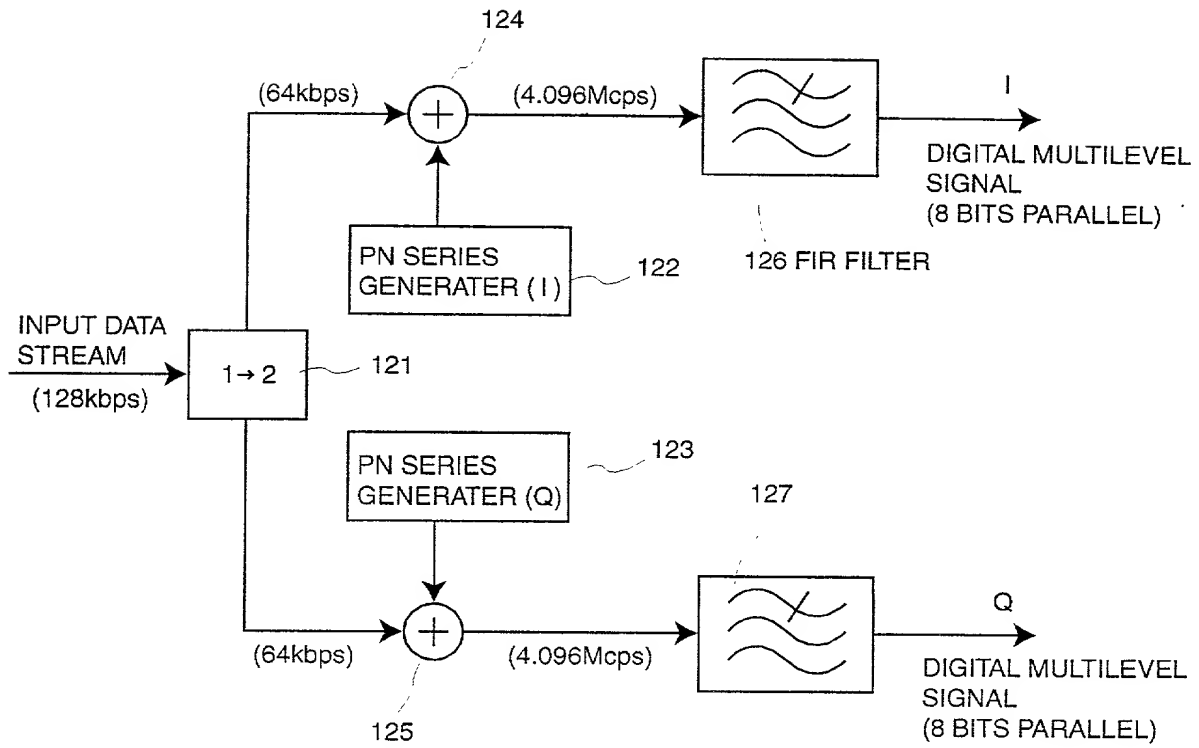 124
(64kbps)
+
(4.096Mcps)
I
DIGITAL MULTILEVEL
SIGNAL
(8 BITS PARALLEL)
PN SERIES
GENERATER ( I )
122
126 FIR FILTER
INPUT DATA
STREAM
(128kbps)
1→ 2
121
PN SERIES
GENERATER (Q)
123
127
+
(64kbps)
(4.096Mcps)
125
Q
DIGITAL MULTILEVEL
SIGNAL
(8 BITS PARALLEL)